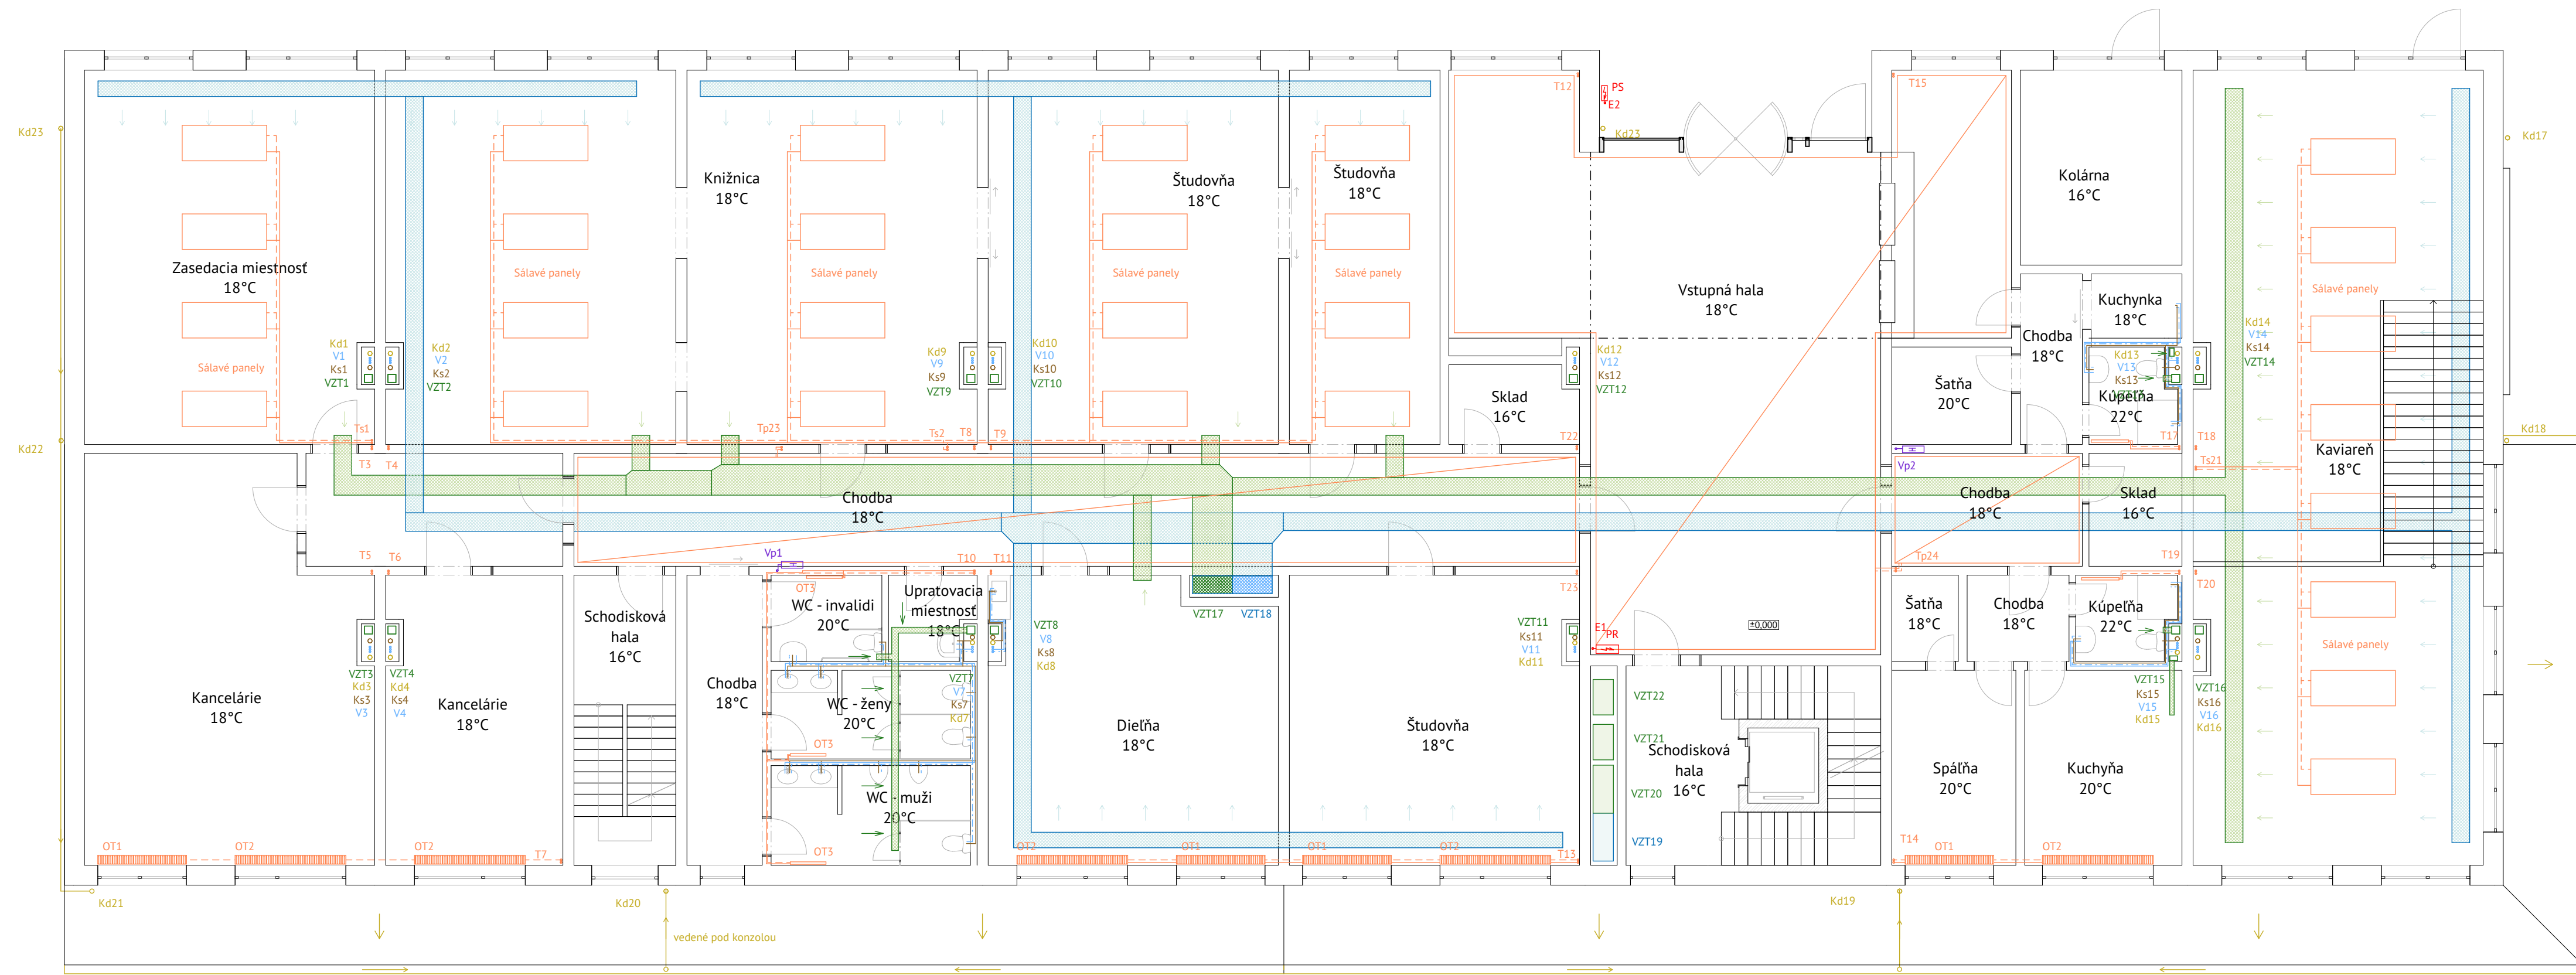 T12
PS
E2
T15
Kd23
Kd23
Kd17
Knižnica
18°C
Študovňa
18°C
Študovňa
18°C
Kolárna
16°C
Zasedacia miestnosť
18°C
Sálavé panely
Sálavé panely
Sálavé panely
Sálavé panely
Vstupná hala
18°C
Kuchynka
18°C
Sálavé panely
Kd1
V1
Ks1
VZT1
Kd2
V2
Ks2
VZT2
Sálavé panely
Kd9
V9
Ks9
VZT9
Kd10
V10
Ks10
VZT10
Kd12
V12
Ks12
VZT12
Chodba
18°C
Kd13
V13
Ks13
Kd14
V14
Ks14
VZT14
Sklad
16°C
Šatňa
20°C
Kúpeľňa
22°C
Kd22
Ts1
Tp23
Ts2
T8
T9
T22
T17
T18
Kd18
T3
T4
Vp2
Ts21
Kaviareň
18°C
Chodba
18°C
Chodba
18°C
Sklad
16°C
T5
T6
Vp1
T10
T11
Tp24
T19
T23
T20
OT3
Schodisková
hala
16°C
WC - invalidi
20°C
Upratovacia
miestnosť
18°C
VZT8
V8
Ks8
Kd8
VZT17
VZT18
VZT11
Ks11
V11
Kd11
E1
PR
±0,000
Šatňa
18°C
Chodba
18°C
Kúpeľňa
22°C
Sálavé panely
VZT3
Kd3
Ks3
V3
VZT4
Kd4
Ks4
V4
Kancelárie
18°C
Kancelárie
18°C
Chodba
18°C
WC - ženy
20°C
VZT7
V7
Ks7
Kd7
Dieľňa
18°C
Študovňa
18°C
VZT22
VZT21
Schodisková
hala
16°C
VZT20
VZT19
VZT15
Ks15
V15
Kd15
VZT16
Ks16
V16
Kd16
OT3
WC - muži
20°C
Spáľňa
20°C
Kuchyňa
20°C
OT1
OT2
OT2
T7
OT3
OT2
OT1
OT1
OT2
T13
T14
OT1
OT2
Kd21
Kd20
Kd19
vedené pod konzolou